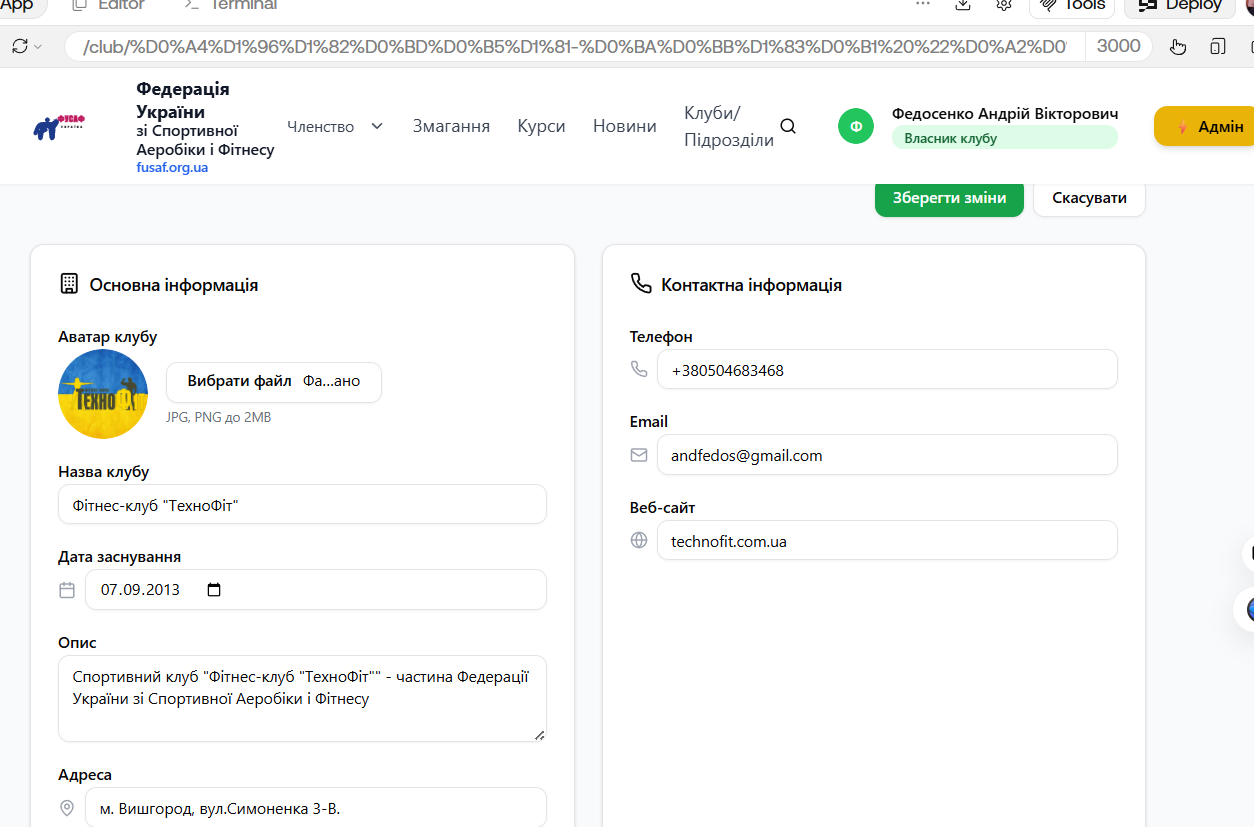 App Editor Terminal Tools Deploy
/club/%D0%A4%D1%96%D1%82%D0%BD%D0%B5%D1%81-%D0%BA%D0%BB%D1%83%D0%B1%20%22%D0%A2%D0 3000
ФУСАФ
УКРАЇНА
Федерація
України
зі Спортивної
Аеробіки і Фітнесу
fusaf.org.ua
Членство
Змагання
Курси
Новини
Клуби/
Підрозділи
Ф
Федосенко Андрій Вікторович
Власник клубу
Адмін
Зберегти зміни
Скасувати
Основна інформація
Аватар клубу
ТЕХНО
Вибрати файл Фа...ано
JPG, PNG до 2MB
Назва клубу
Фітнес-клуб "ТехноФіт"
Дата заснування
07.09.2013
Опис
Спортивний клуб "Фітнес-клуб "ТехноФіт"" - частина Федерації
України зі Спортивної Аеробіки і Фітнесу
Адреса
м. Вишгород, вул.Симоненка 3-В.
Контактна інформація
Телефон
+380504683468
Email
andfedos@gmail.com
Веб-сайт
technofit.com.ua